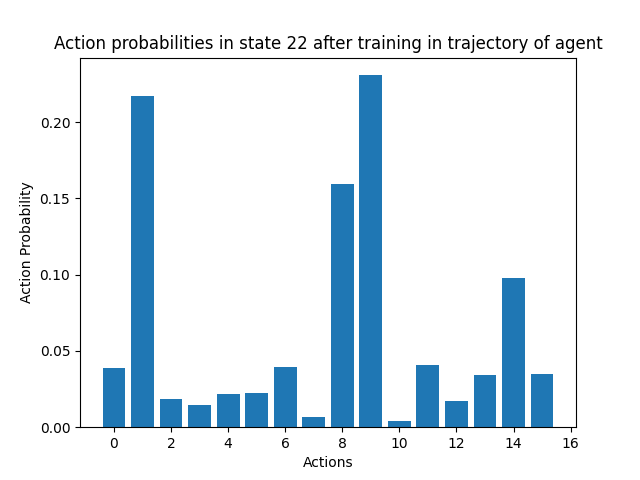 Action probabilities in state 22 after training in trajectory of agent
0.20
0.15
0.10
0.05
0.00
Action Probability
0 2 4 6 8 10 12 14 16
Actions